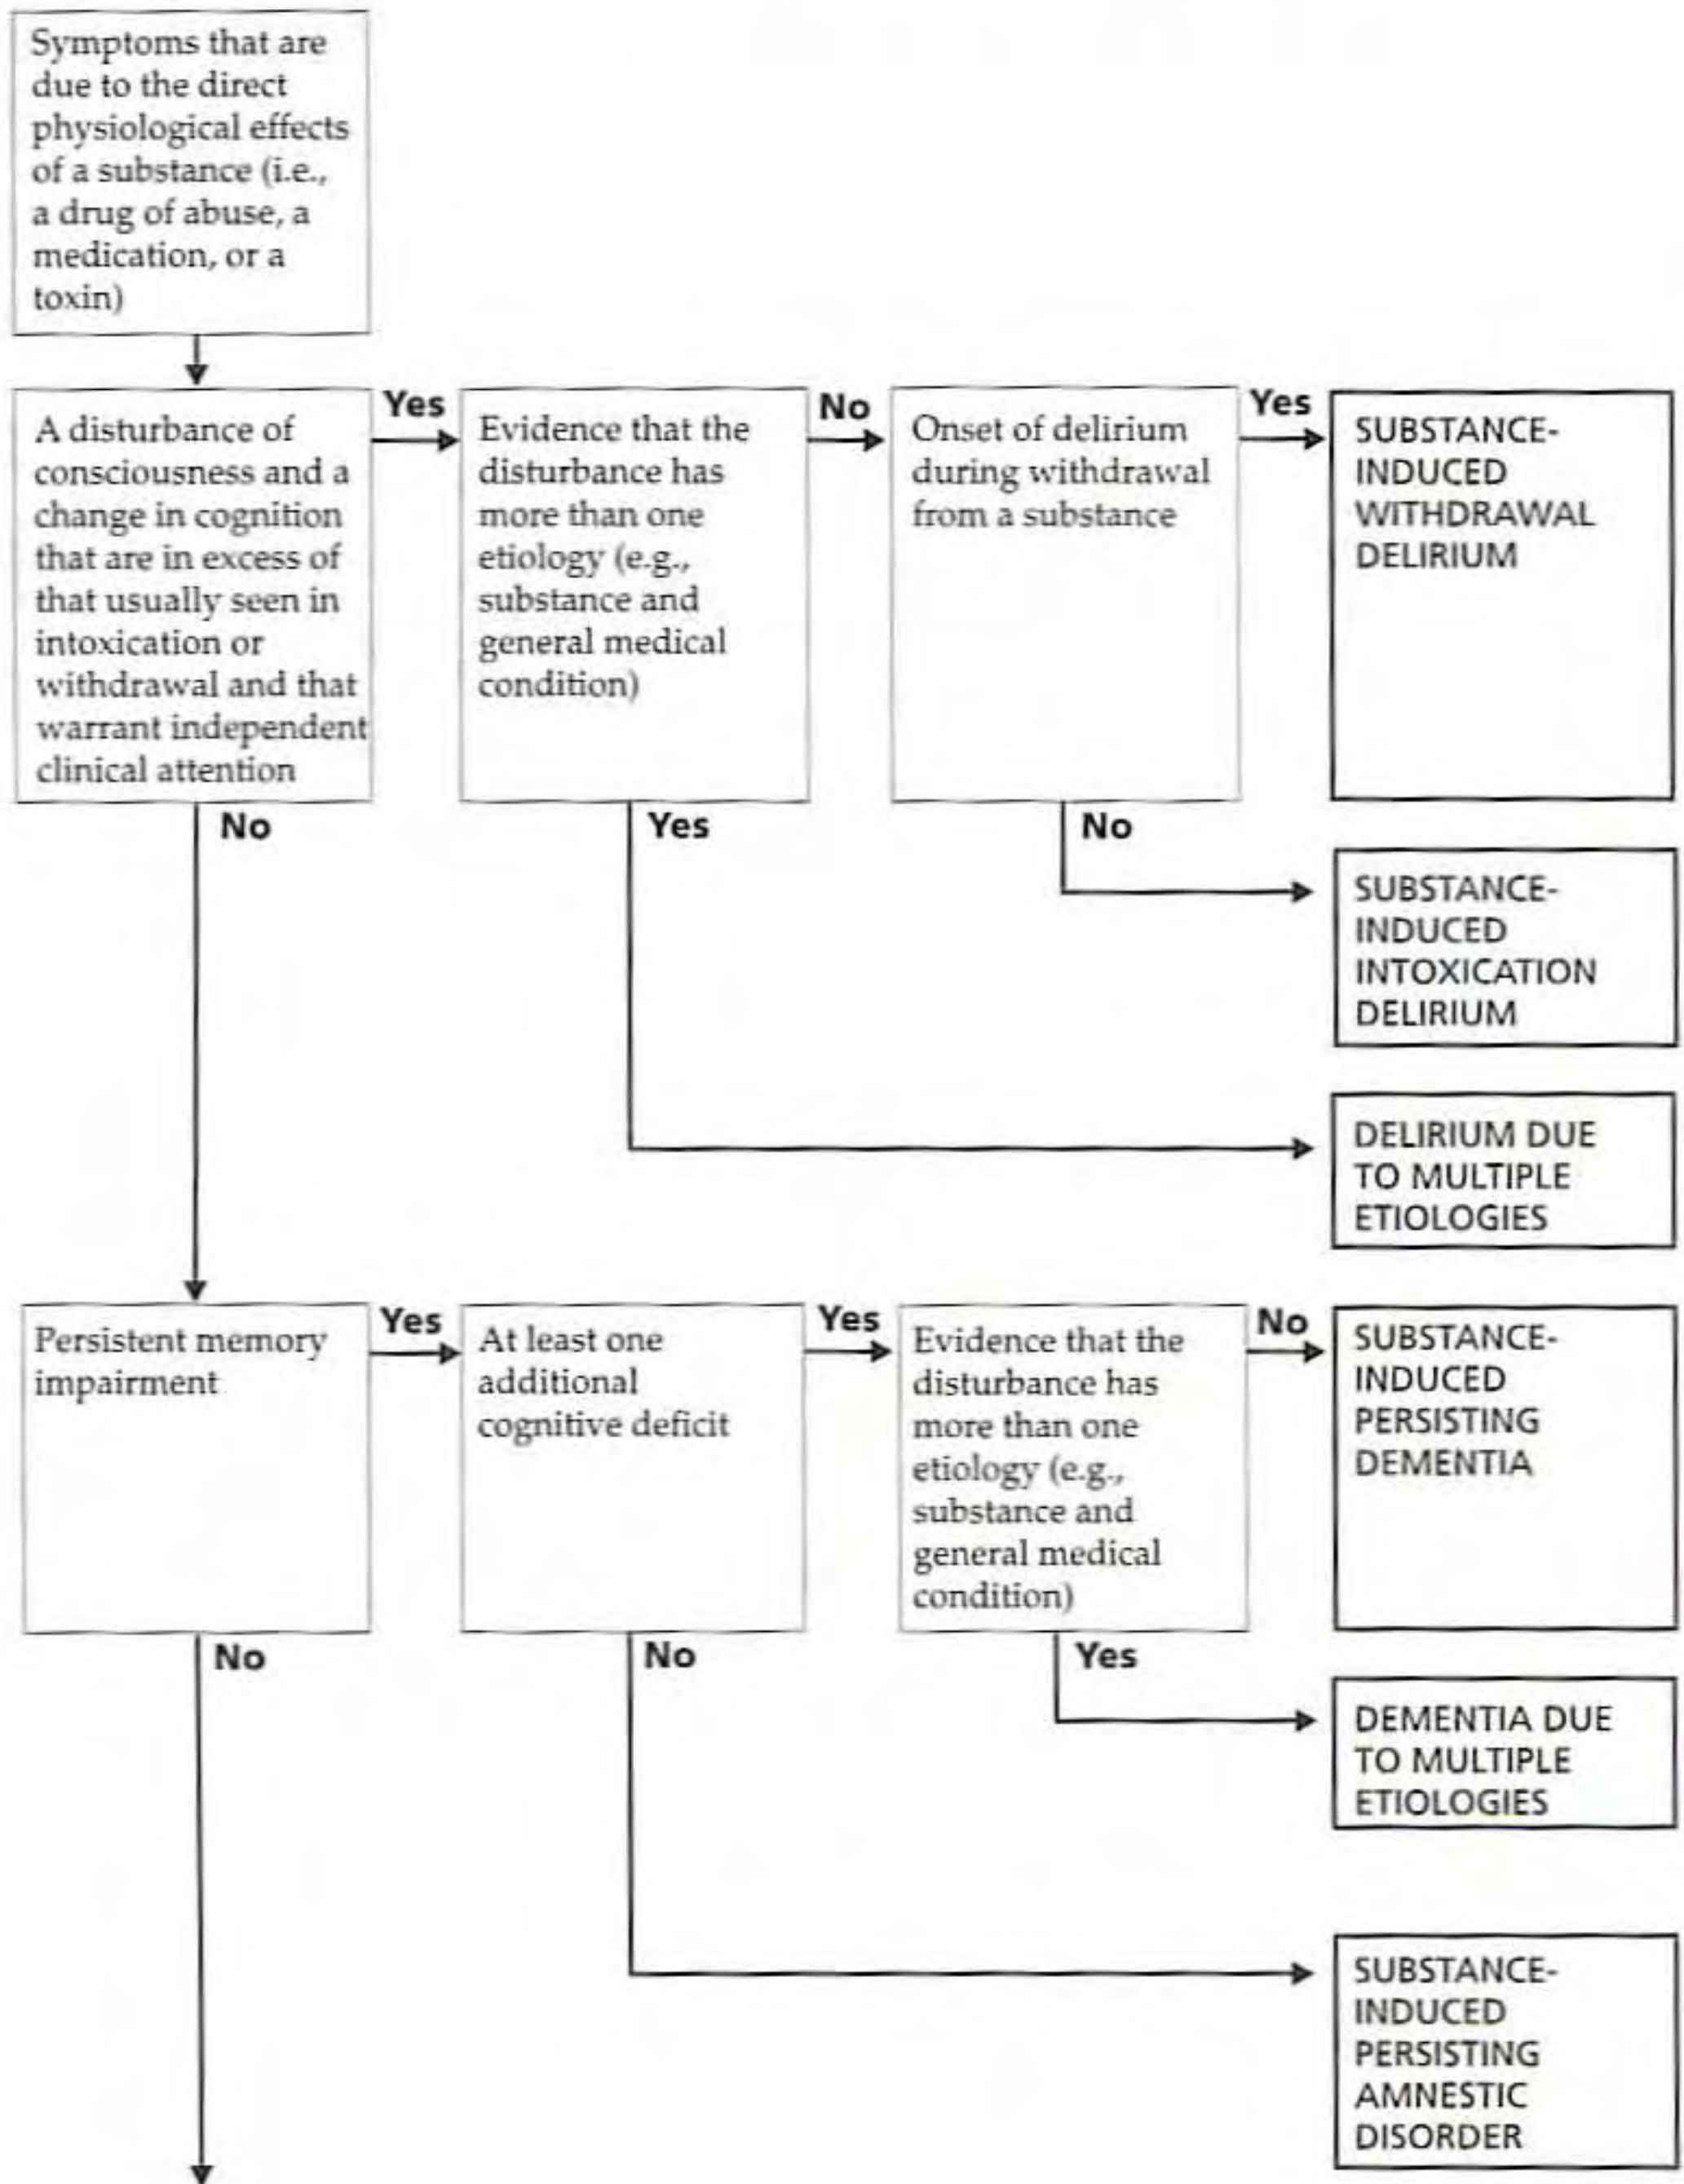 Symptoms that are
due to the direct
physiological effects
of a substance (i.e.,
a drug of abuse, a
medication, or a
toxin)
A disturbance of
consciousness and a
change in cognition
that are in excess of
that usually seen in
intoxication or
withdrawal and that
warrant independent
clinical attention
Yes
Evidence that the
disturbance has
more than one
etiology (e.g.,
substance and
general medical
condition)
No
Onset of delirium
during withdrawal
from a substance
Yes
SUBSTANCE-
INDUCED
WITHDRAWAL
DELIRIUM
No
Yes
No
SUBSTANCE-
INDUCED
INTOXICATION
DELIRIUM
DELIRIUM DUE
TO MULTIPLE
ETIOLOGIES
Persistent memory
impairment
Yes
At least one
additional
cognitive deficit
Yes
Evidence that the
disturbance has
more than one
etiology (e.g.,
substance and
general medical
condition)
No
SUBSTANCE-
INDUCED
PERSISTING
DEMENTIA
No
No
Yes
DEMENTIA DUE
TO MULTIPLE
ETIOLOGIES
SUBSTANCE-
INDUCED
PERSISTING
AMNESTIC
DISORDER